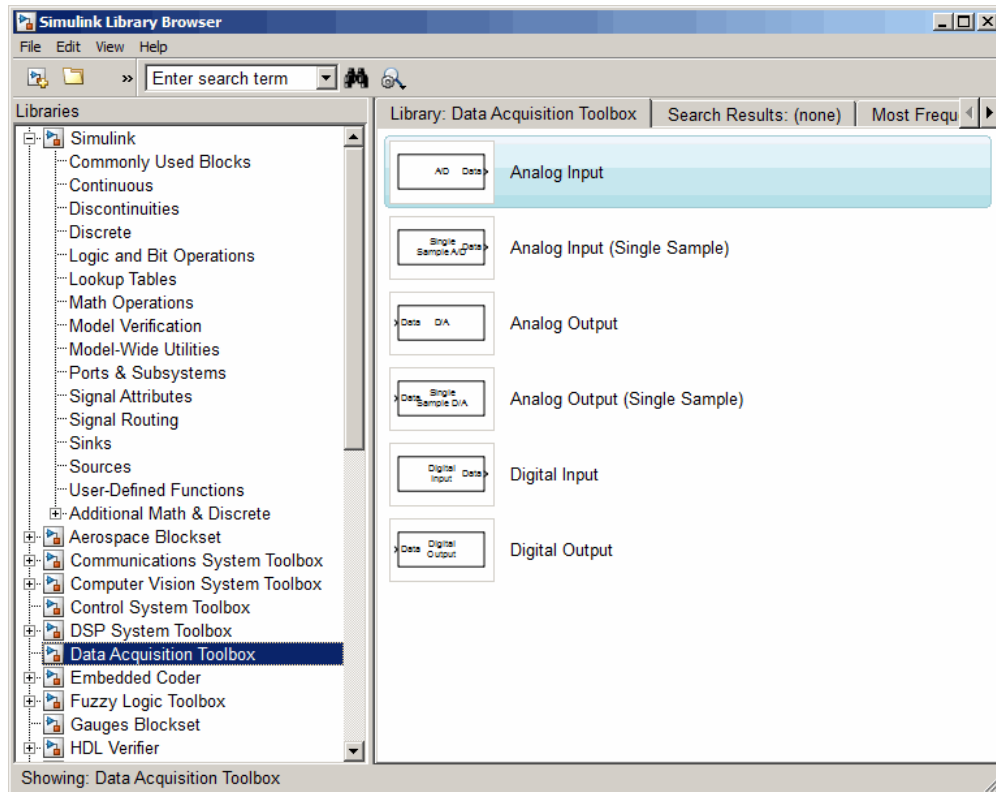 Simulink Library Browser
File Edit View Help
» Enter search term
Libraries
Simulink
Commonly Used Blocks
Continuous
Discontinuities
Discrete
Logic and Bit Operations
Lookup Tables
Math Operations
Model Verification
Model-Wide Utilities
Ports & Subsystems
Signal Attributes
Signal Routing
Sinks
Sources
User-Defined Functions
Additional Math & Discrete
Aerospace Blockset
Communications System Toolbox
Computer Vision System Toolbox
Control System Toolbox
DSP System Toolbox
Data Acquisition Toolbox
Embedded Coder
Fuzzy Logic Toolbox
Gauges Blockset
HDL Verifier
Library: Data Acquisition Toolbox Search Results: (none) Most Frequ
A/D Data Analog Input
Single Sample A/D Data Analog Input (Single Sample)
Data D/A Analog Output
Data Single Sample D/A Analog Output (Single Sample)
Digital Input Data Digital Input
Data Digital Output Digital Output
Showing: Data Acquisition Toolbox